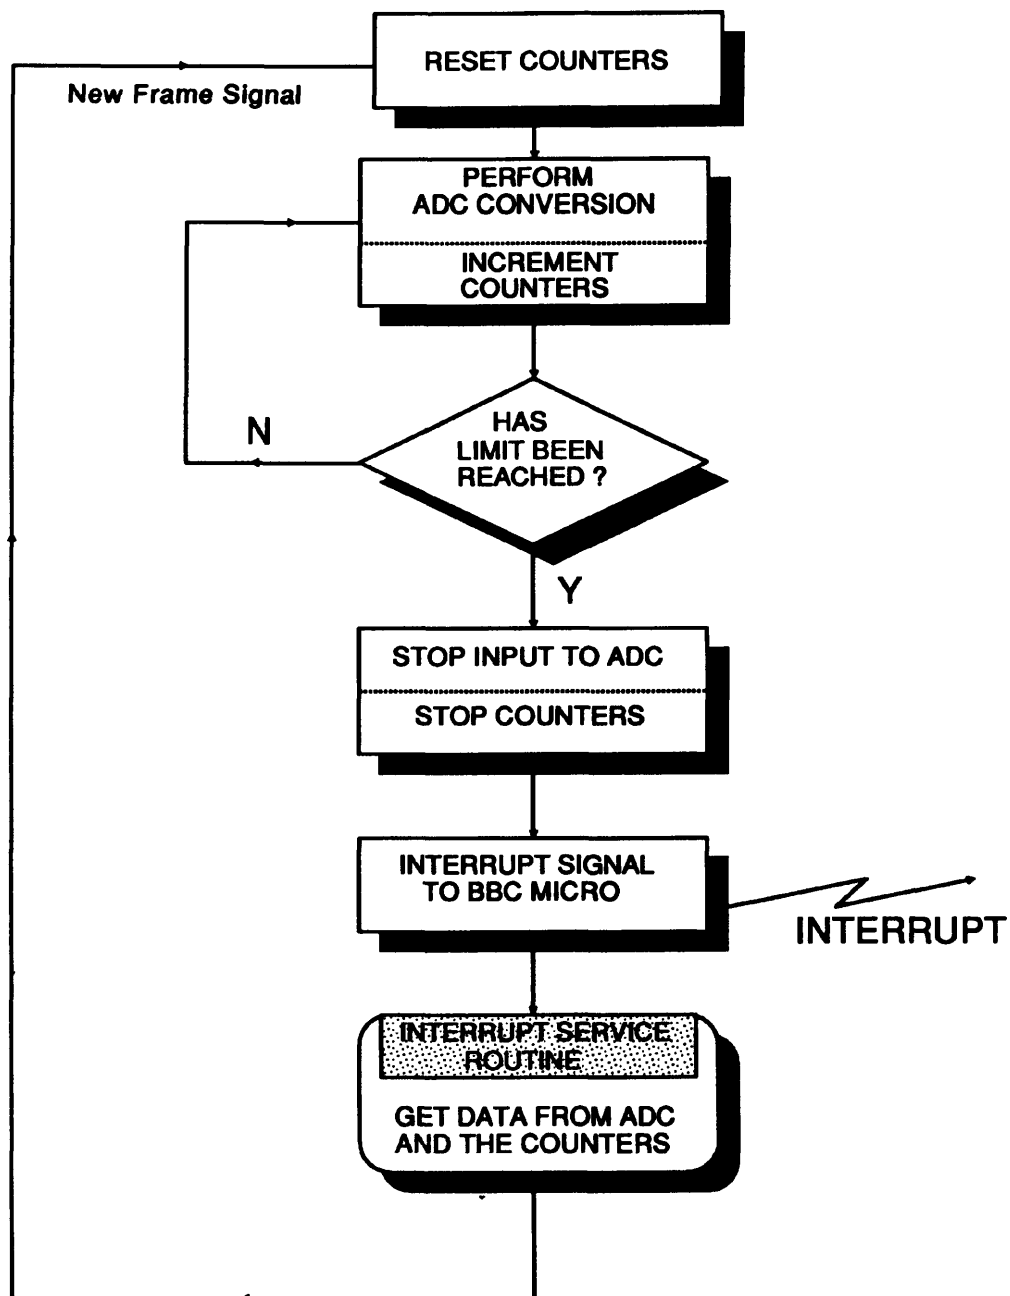 RESET COUNTERS
New Frame Signal
PERFORM
ADC CONVERSION
INCREMENT
COUNTERS
HAS
LIMIT BEEN
REACHED ?
N
Y
STOP INPUT TO ADC
STOP COUNTERS
INTERRUPT SIGNAL
TO BBC MICRO
INTERRUPT
INTERRUPT SERVICE
ROUTINE
GET DATA FROM ADC
AND THE COUNTERS